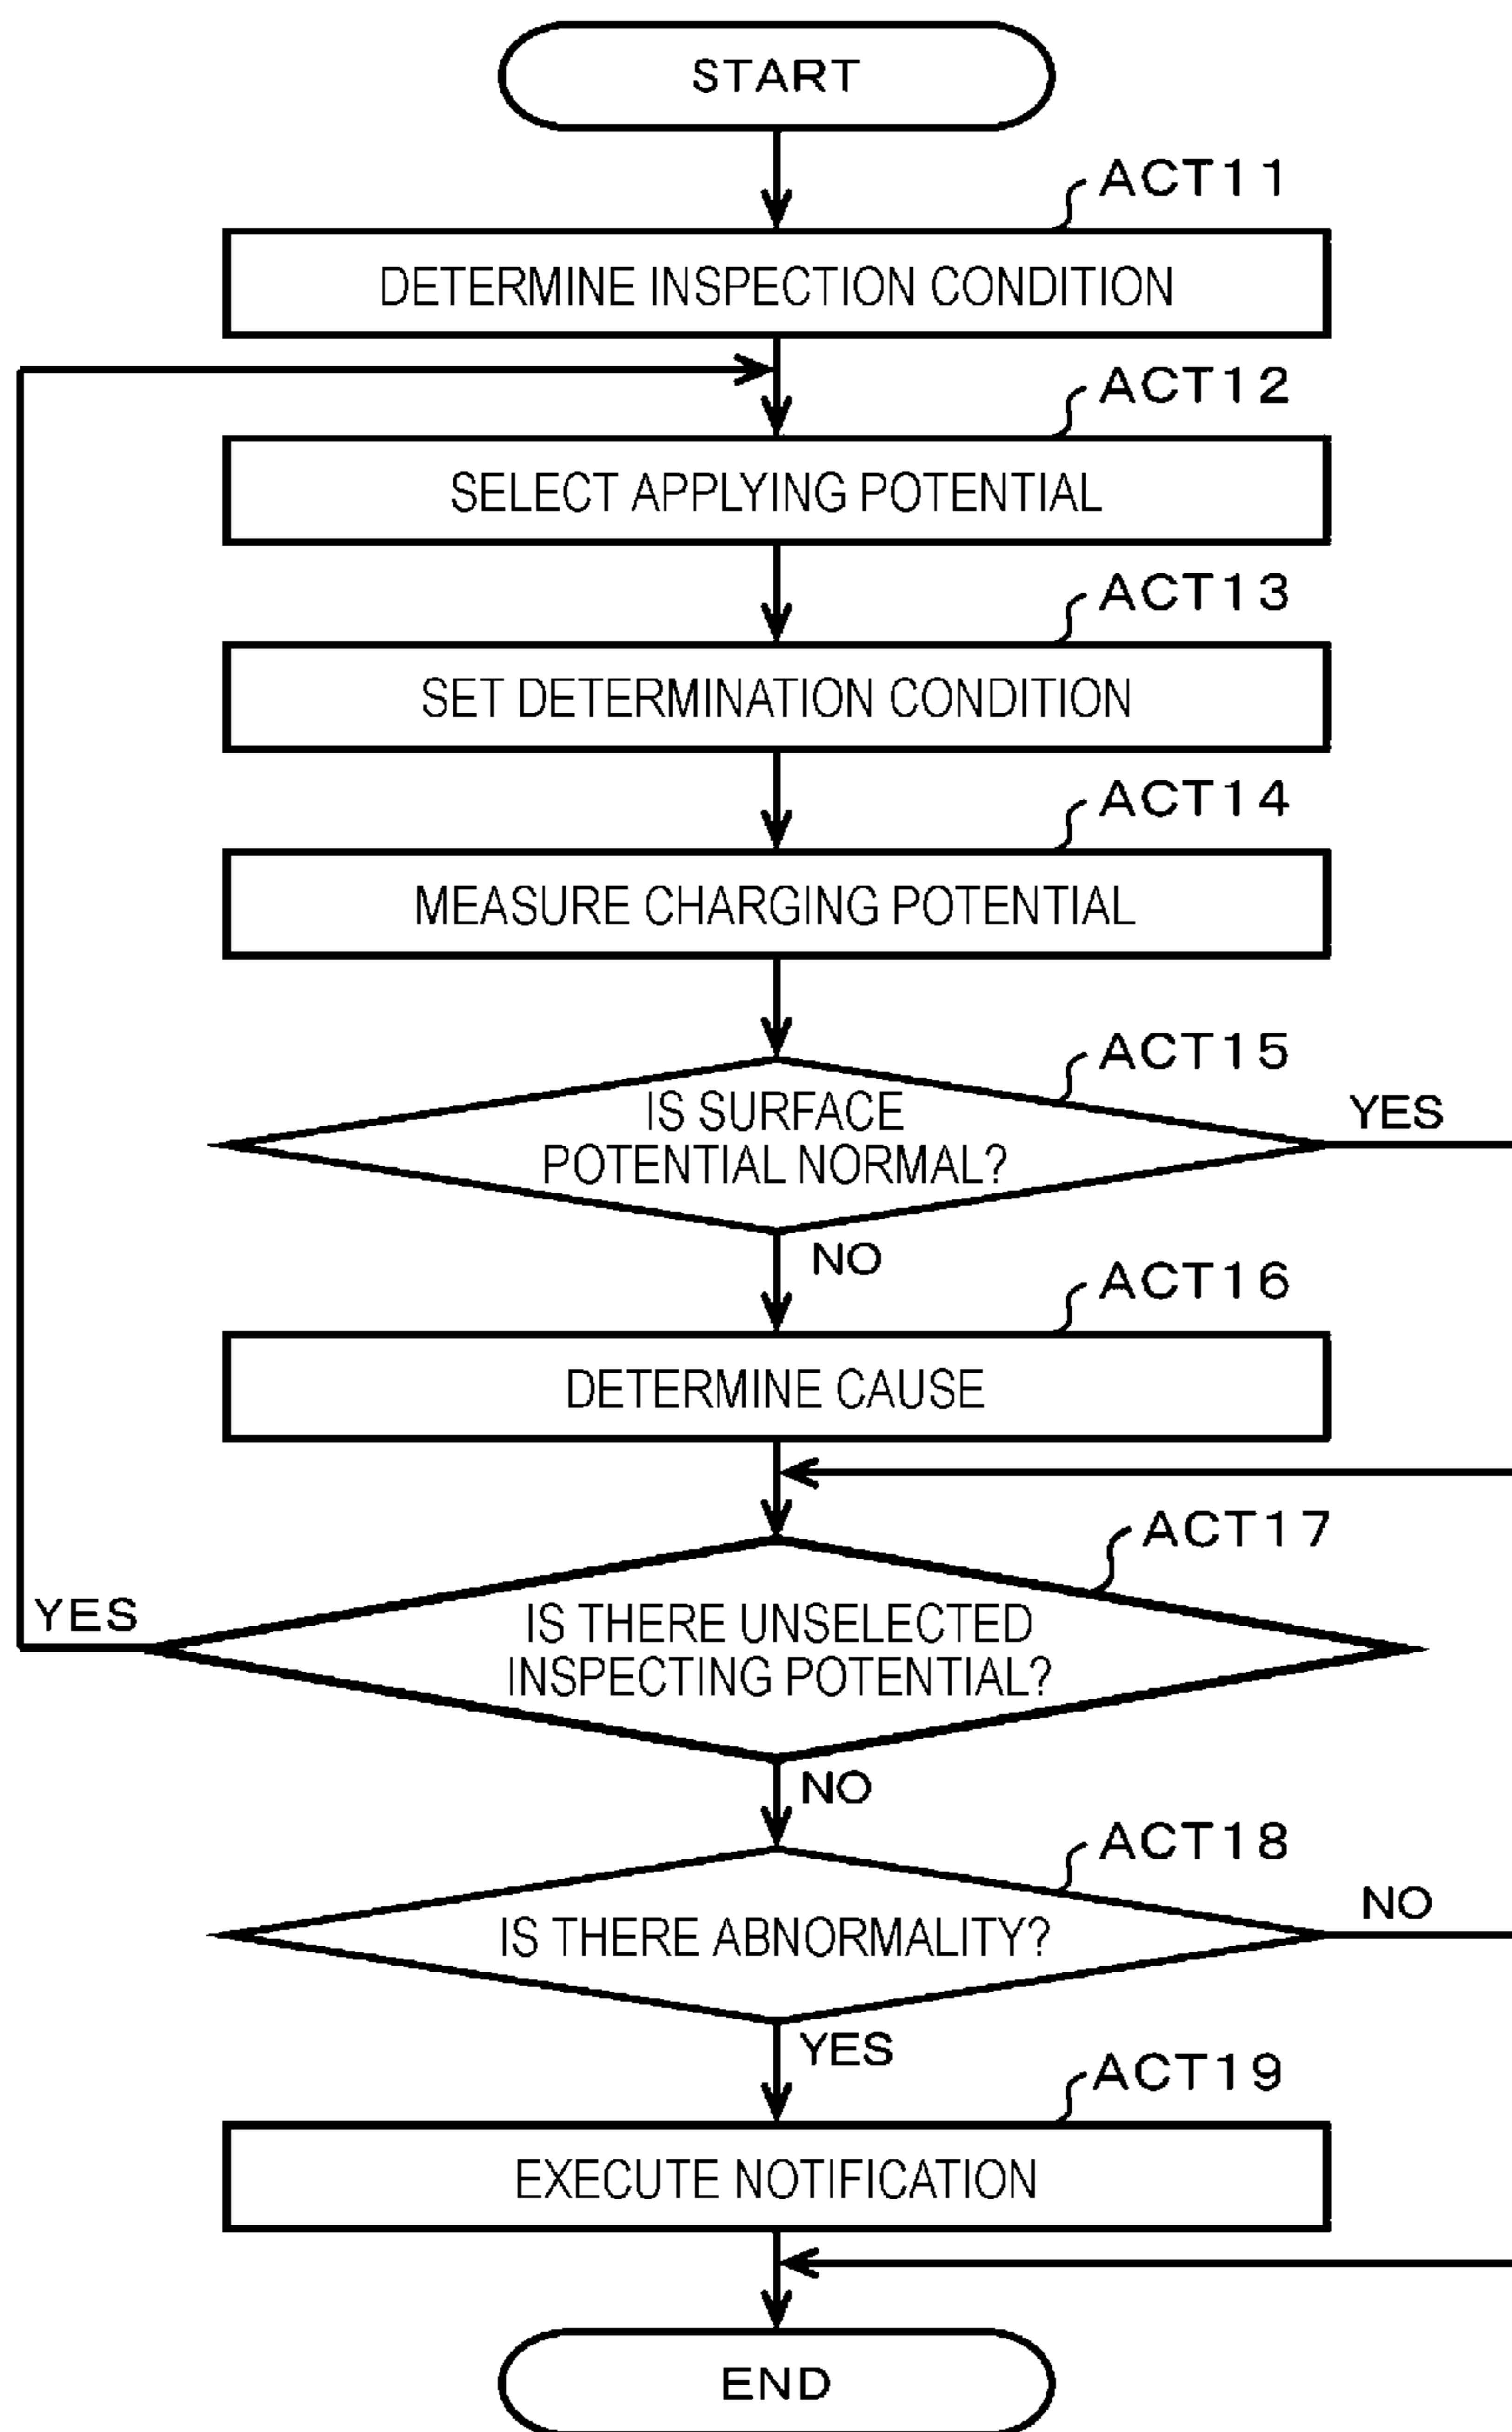 START
ACT11
DETERMINE INSPECTION CONDITION
ACT12
SELECT APPLYING POTENTIAL
ACT13
SET DETERMINATION CONDITION
ACT14
MEASURE CHARGING POTENTIAL
ACT15
IS SURFACE
POTENTIAL NORMAL?
YES
NO
ACT16
DETERMINE CAUSE
ACT17
YES
IS THERE UNSELECTED
INSPECTING POTENTIAL?
NO
ACT18
IS THERE ABNORMALITY?
NO
YES
ACT19
EXECUTE NOTIFICATION
END